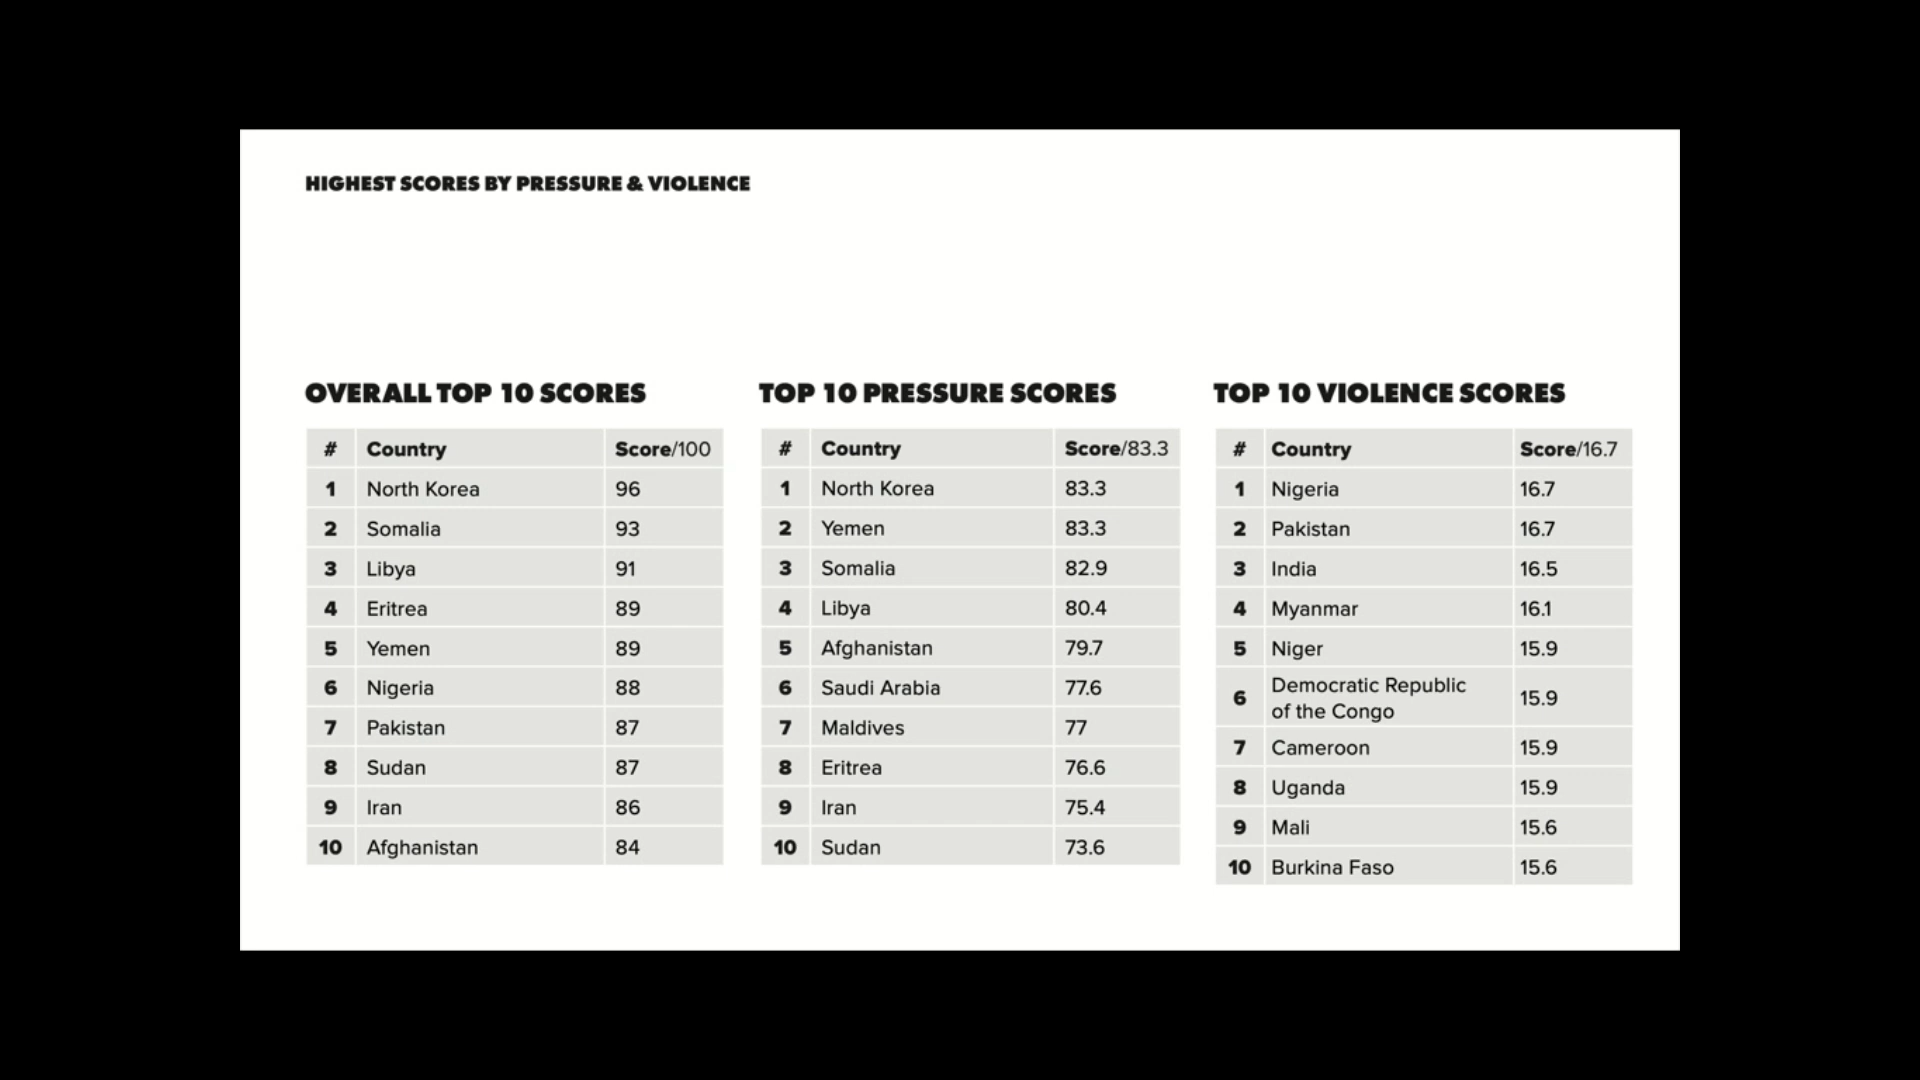 HIGHEST SCORES BY PRESSURE & VIOLENCE
OVERALL TOP 10 SCORES
# Country Score/100
1 North Korea 96
2 Somalia 93
3 Libya 91
4 Eritrea 89
5 Yemen 89
6 Nigeria 88
7 Pakistan 87
8 Sudan 87
9 Iran 86
10 Afghanistan 84
TOP 10 PRESSURE SCORES
# Country Score/83.3
1 North Korea 83.3
2 Yemen 83.3
3 Somalia 82.9
4 Libya 80.4
5 Afghanistan 79.7
6 Saudi Arabia 77.6
7 Maldives 77
8 Eritrea 76.6
9 Iran 75.4
10 Sudan 73.6
TOP 10 VIOLENCE SCORES
# Country Score/16.7
1 Nigeria 16.7
2 Pakistan 16.7
3 India 16.5
4 Myanmar 16.1
5 Niger 15.9
6 Democratic Republic
of the Congo 15.9
7 Cameroon 15.9
8 Uganda 15.9
9 Mali 15.6
10 Burkina Faso 15.6